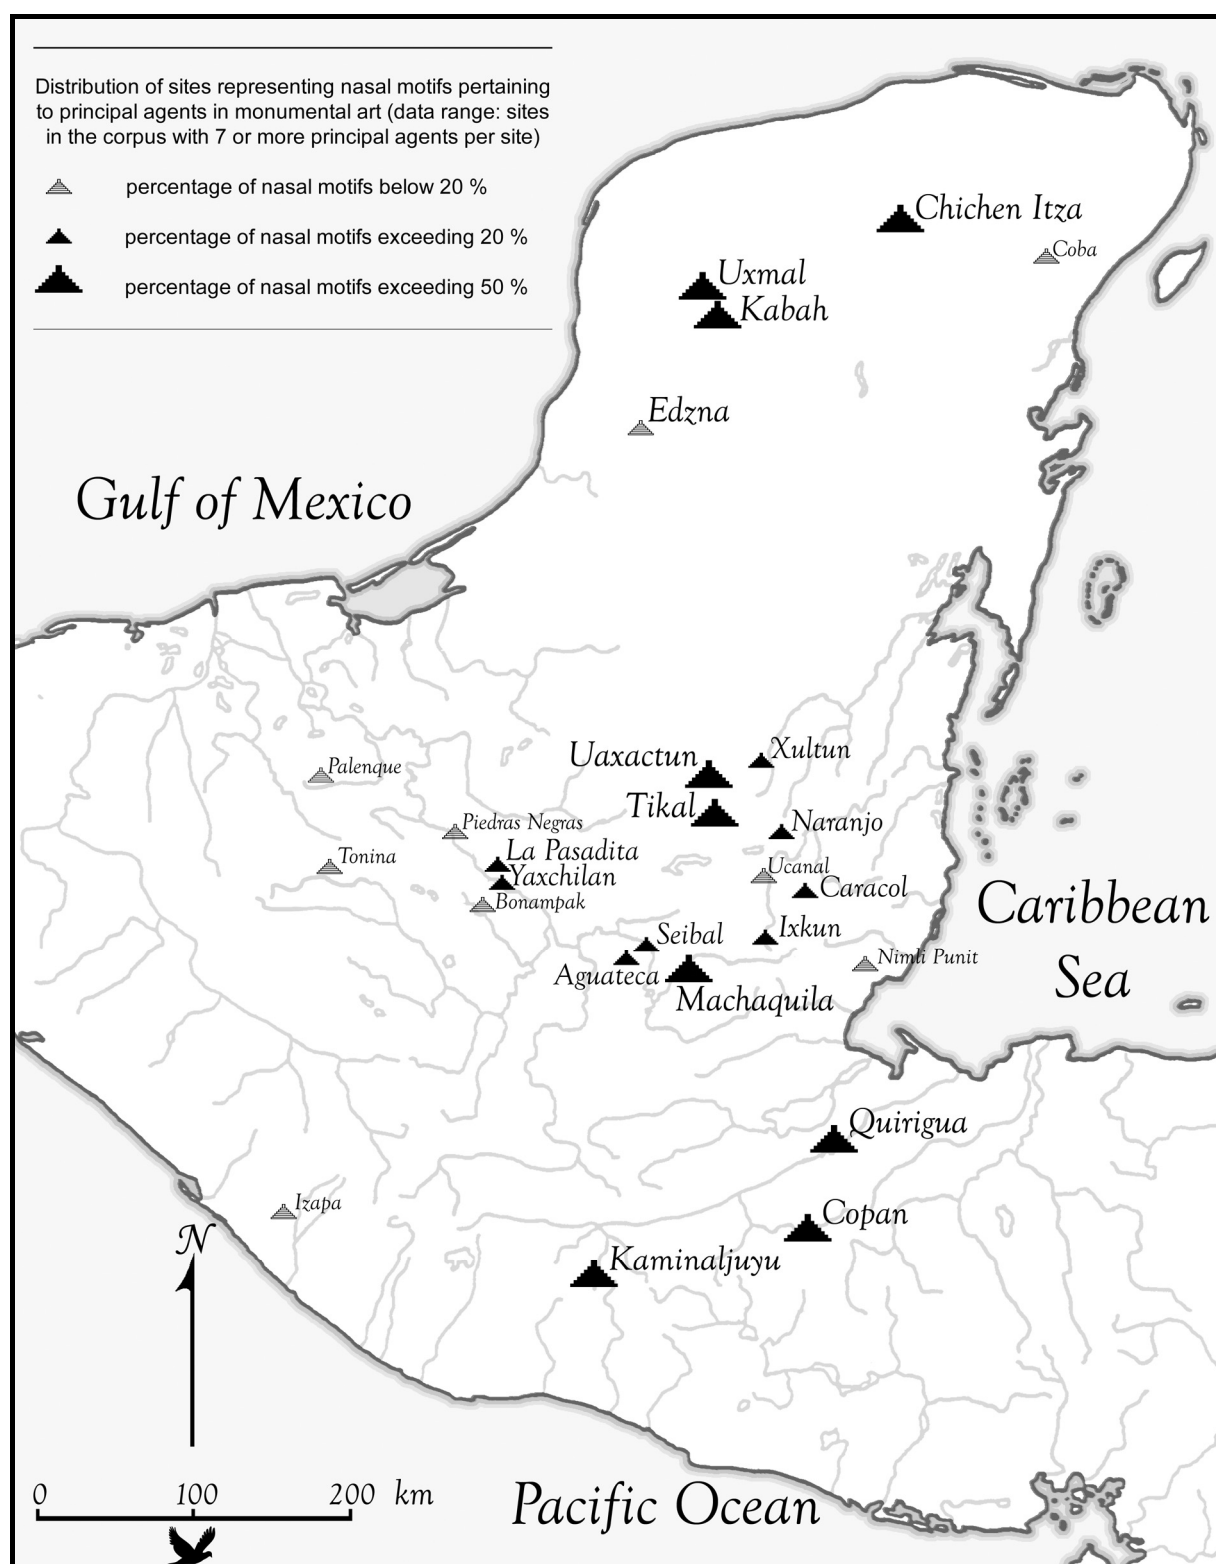 Distribution of sites representing nasal motifs pertaining
to principal agents in monumental art (data range: sites
in the corpus with 7 or more principal agents per site)
percentage of nasal motifs below 20 %
percentage of nasal motifs exceeding 20 %
percentage of nasal motifs exceeding 50 %
Chichen Itza
Coba
Uxmal
Kabah
Edzna
Gulf of Mexico
Xultun
Uaxactun
Palenque
Tikal
Piedras Negras
Naranjo
La Pasadita
Tonina
Ucanal
Yaxchilan
Caracol
Bonampak
Caribbean
Sea
Ixkun
Seibal
Nimli Punit
Aguateca
Machaquila
Quirigua
Izapa
Copan
N
Kaminaljuyu
0 100 200 km
Pacific Ocean